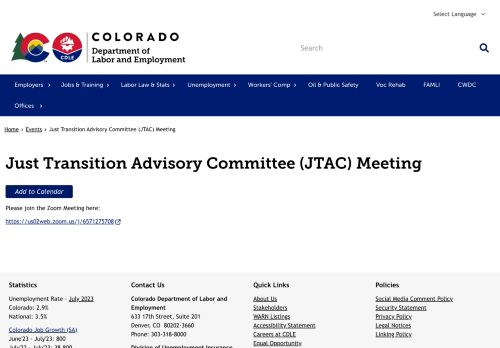 Select Language
COLORADO
Department of
Labor and Employment
CDLE
Search
Employers
Jobs & Training
Labor Law & Stats
Unemployment
Workers' Comp
Oil & Public Safety
Voc Rehab
FAMLI
CWDC
Offices
Home › Events › Just Transition Advisory Committee (JTAC) Meeting
Just Transition Advisory Committee (JTAC) Meeting
Add to Calendar
Please join the Zoom Meeting here:
https://us02web.zoom.us/j/6571275708
Statistics
Unemployment Rate - July 2023
Colorado: 2.9%
National: 3.5%
Colorado Job Growth (SA)
June'23 - July'23: 800
July'22 - July'23: 38,800
Contact Us
Colorado Department of Labor and
Employment
633 17th Street, Suite 201
Denver, CO 80202-3660
Phone: 303-318-8000
Division of Unemployment Insurance
Quick Links
About Us
Stakeholders
WARN Listings
Accessibility Statement
Careers at CDLE
Equal Opportunity
Policies
Social Media Comment Policy
Security Statement
Privacy Policy
Legal Notices
Linking Policy